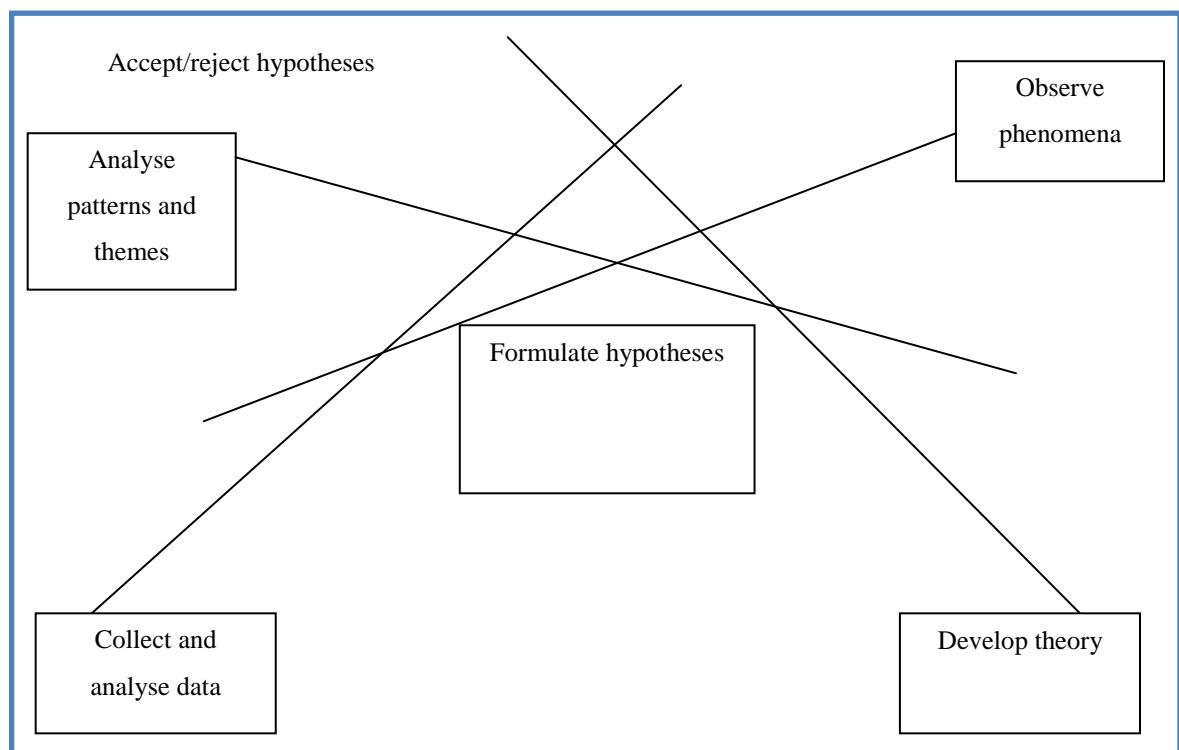 Accept/reject hypotheses
Observe
phenomena
Analyse
patterns and
themes
Formulate hypotheses
Collect and
analyse data
Develop theory